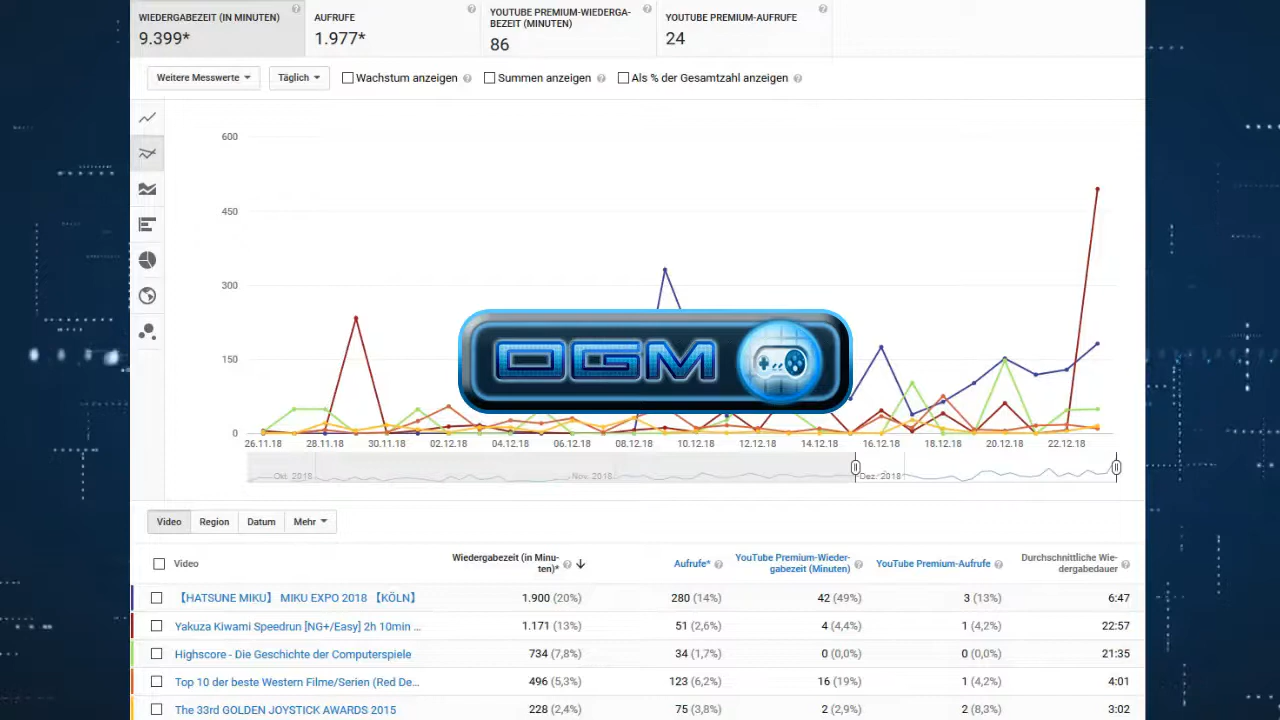 WIEDERGABEZEIT (IN MINUTEN)
9.399*
AUFRUFE
1.977*
YOUTUBE PREMIUM-WIEDERGA-
BEZEIT (MINUTEN)
86
YOUTUBE PREMIUM-AUFRUFE
24
Weitere Messwerte
Täglich
Wachstum anzeigen
Summen anzeigen
Als % der Gesamtzahl anzeigen
600
450
300
150
0
OGM
26.11.18 28.11.18 30.11.18 02.12.18 04.12.18 06.12.18 08.12.18 10.12.18 12.12.18 14.12.18 16.12.18 18.12.18 20.12.18 22.12.18
Okt. 2018 Nov. 2018 Dez. 2018
Video Region Datum Mehr
Video
Wiedergabezeit (in Minu-
ten)*
Aufrufe*
YouTube Premium-Wieder-
gabezeit (Minuten)
YouTube Premium-Aufrufe
Durchschnittliche Wie-
dergabedauer
【HATSUNE MIKU】 MIKU EXPO 2018 【KÖLN】 1.900 (20%) 280 (14%) 42 (49%) 3 (13%) 6:47
Yakuza Kiwami Speedrun [NG+/Easy] 2h 10min ... 1.171 (13%) 51 (2,6%) 4 (4,4%) 1 (4,2%) 22:57
Highscore - Die Geschichte der Computerspiele 734 (7,8%) 34 (1,7%) 0 (0,0%) 0 (0,0%) 21:35
Top 10 der beste Western Filme/Serien (Red De... 496 (5,3%) 123 (6,2%) 16 (19%) 1 (4,2%) 4:01
The 33rd GOLDEN JOYSTICK AWARDS 2015 228 (2,4%) 75 (3,8%) 2 (2,9%) 2 (8,3%) 3:02